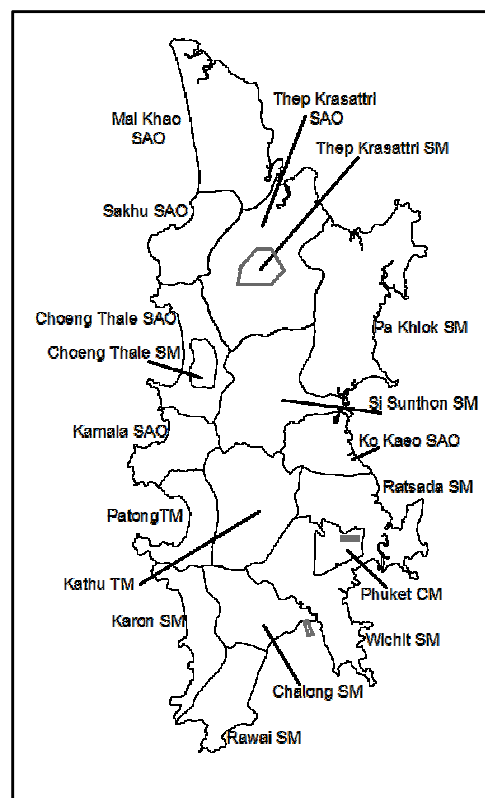 Thep Krasattri
SAO
Mai Khao
SAO
Thep Krasattri SM
Sakhu SAO
Choeng Thale SAO
Pa Khlok SM
Choeng Thale SM
Si Sunthon SM
Kamala SAO
Ko Kaeo SAO
Ratsada SM
PatongTM
Kathu TM
Phuket CM
Karon SM
Wichit SM
Chalong SM
Rawai SM